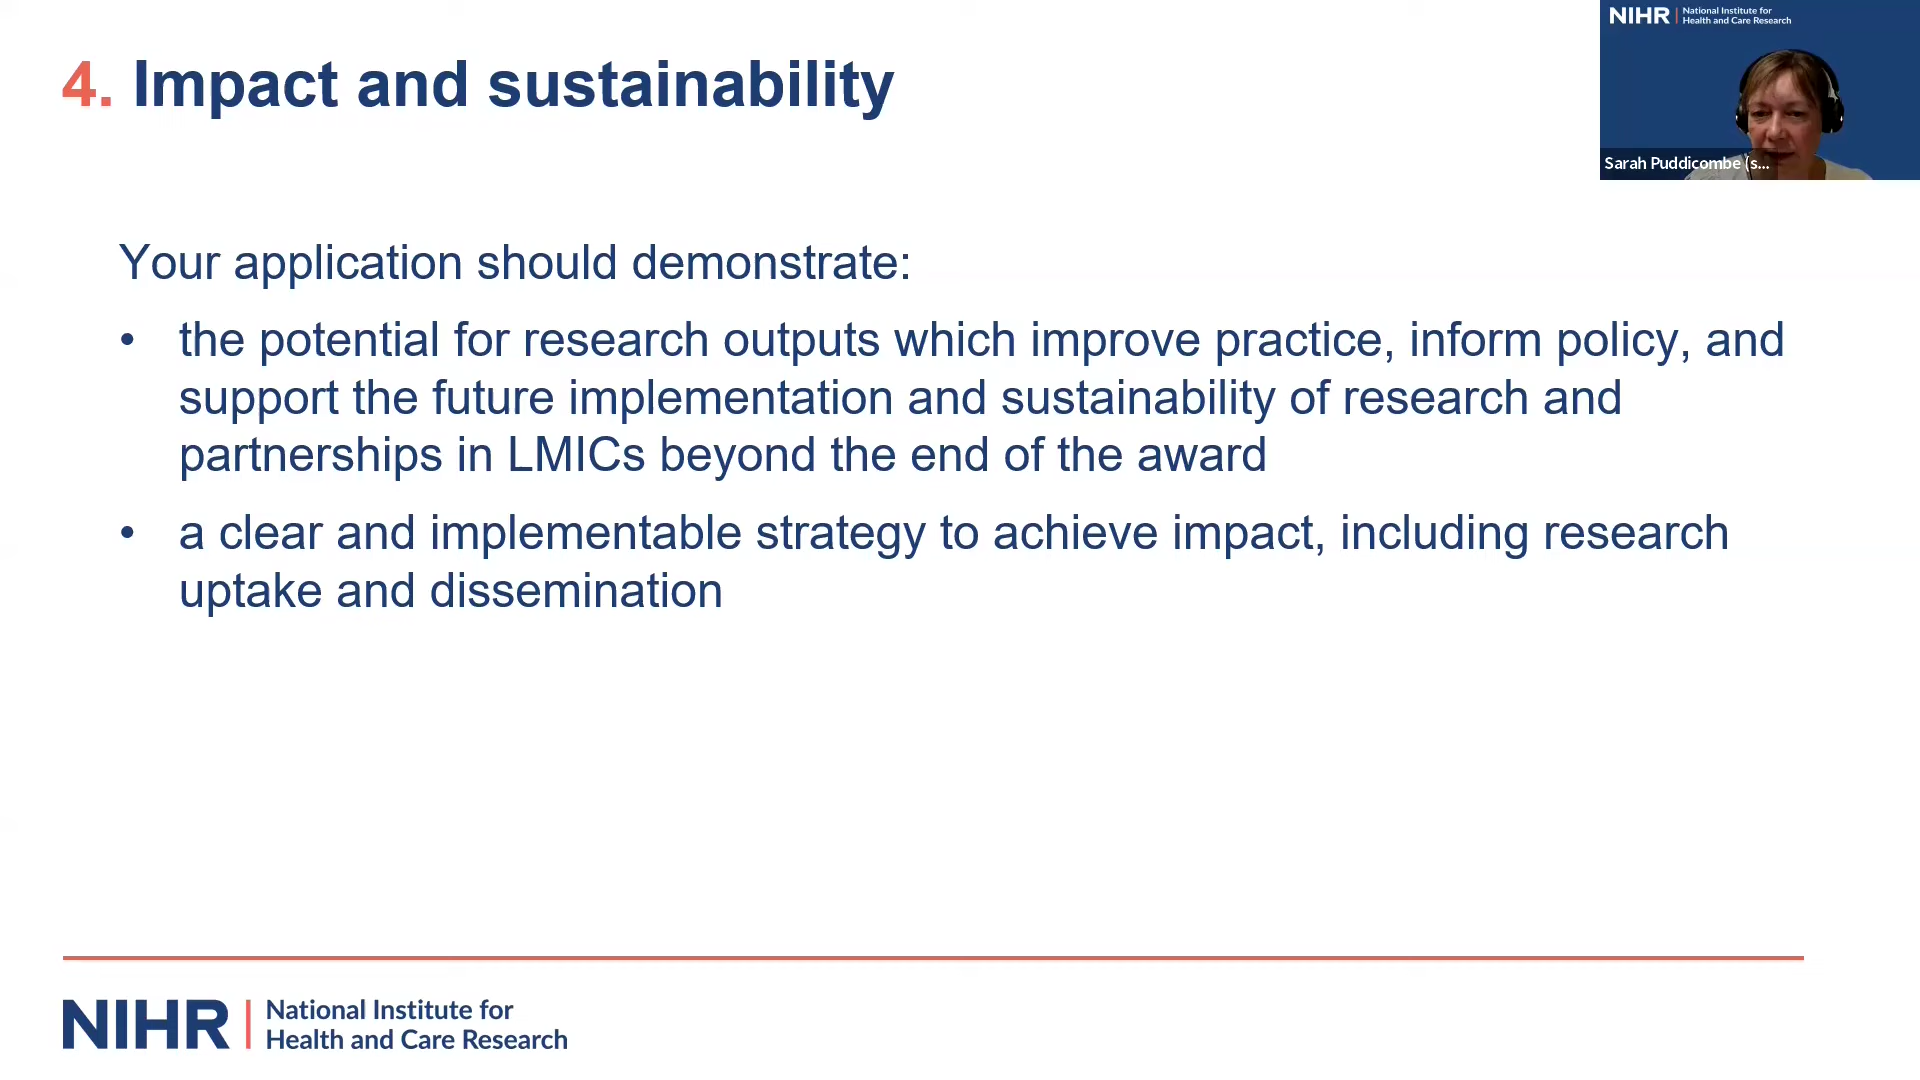 4. Impact and sustainability
NIHR | National Institute for
Health and Care Research
Sarah Puddicombe (s...
Your application should demonstrate:
• the potential for research outputs which improve practice, inform policy, and
support the future implementation and sustainability of research and
partnerships in LMICs beyond the end of the award
• a clear and implementable strategy to achieve impact, including research
uptake and dissemination
NIHR | National Institute for
Health and Care Research